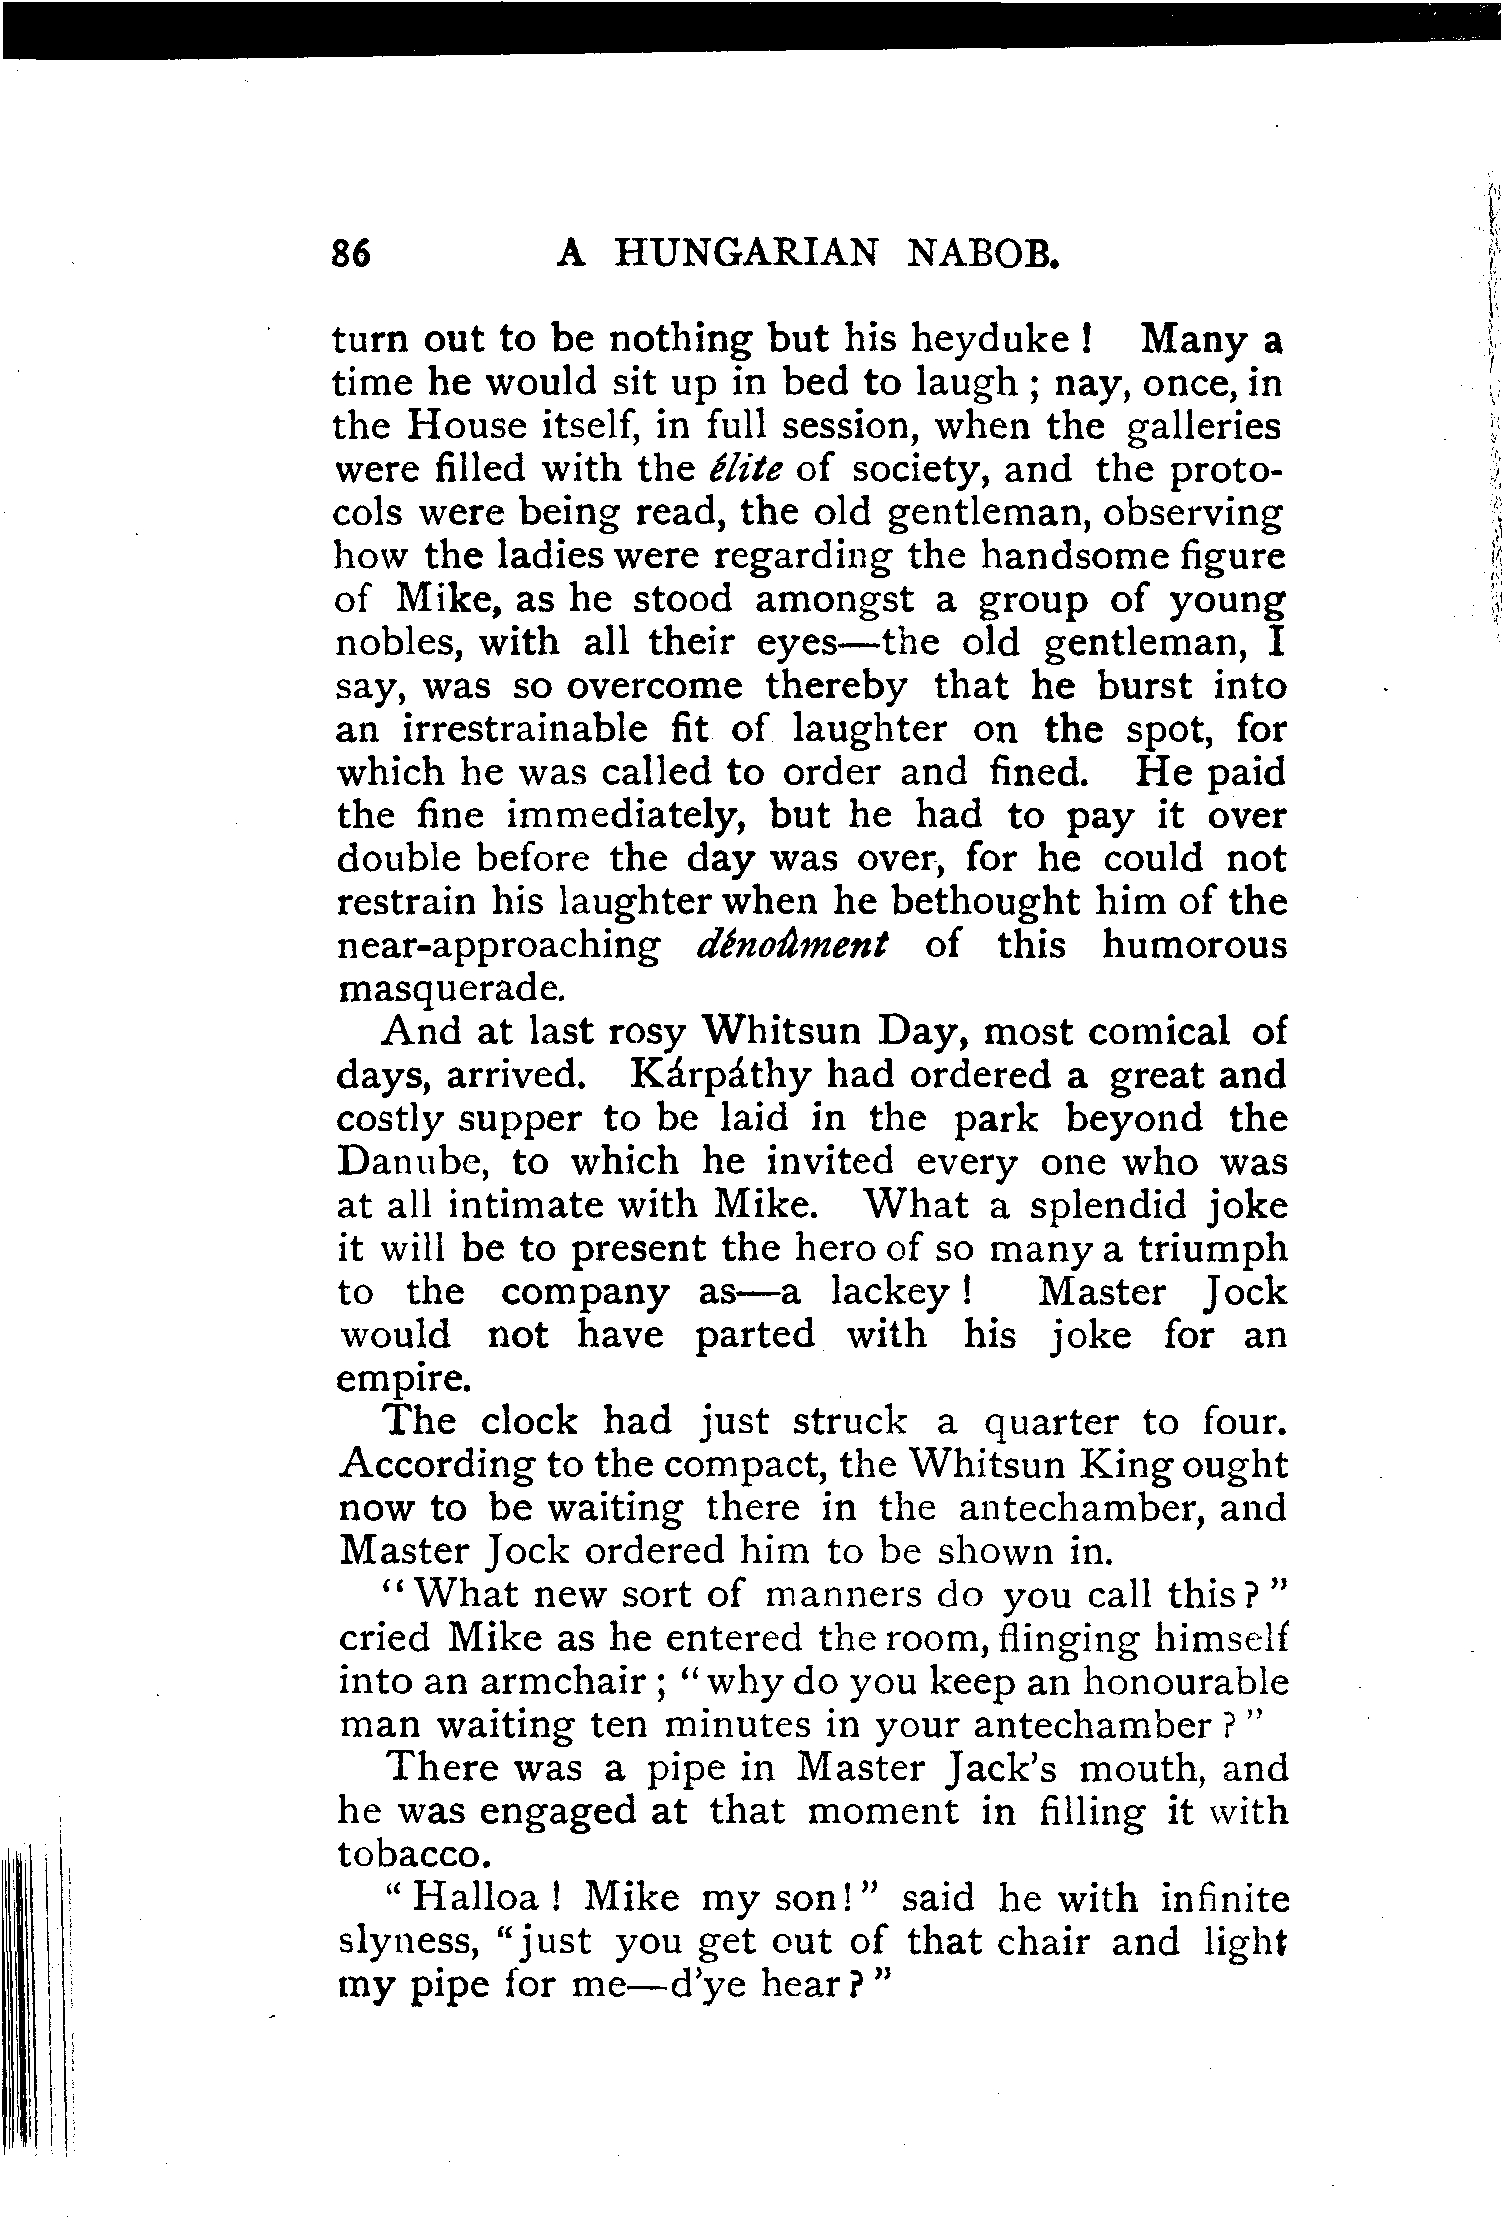 86 A HUNGARIAN NABOB.
turn out to be nothing but his heyduke ! Many a
time he would sit up in bed to laugh ; nay, once, in
the House itself, in full session, when the galleries
were filled with the élite of society, and the proto-
cols were being read, the old gentleman, observing
how the ladies were regarding the handsome figure
of Mike, as he stood amongst a group of young
nobles, with all their eyes—the old gentleman, I
say, was so overcome thereby that he burst into
an irrestrainable fit of laughter on the spot, for
which he was called to order and fined. He paid
the fine immediately, but he had to pay it over
double before the day was over, for he could not
restrain his laughter when he bethought him of the
near-approaching dénoûment of this humorous
masquerade.
And at last rosy Whitsun Day, most comical of
days, arrived. Kárpáthy had ordered a great and
costly supper to be laid in the park beyond the
Danube, to which he invited every one who was
at all intimate with Mike. What a splendid joke
it will be to present the hero of so many a triumph
to the company as—a lackey ! Master Jock
would not have parted with his joke for an
empire.
The clock had just struck a quarter to four.
According to the compact, the Whitsun King ought
now to be waiting there in the antechamber, and
Master Jock ordered him to be shown in.
“ What new sort of manners do you call this ? ”
cried Mike as he entered the room, flinging himself
into an armchair ; “ why do you keep an honourable
man waiting ten minutes in your antechamber ? ”
There was a pipe in Master Jack's mouth, and
he was engaged at that moment in filling it with
tobacco.
“ Halloa ! Mike my son! ” said he with infinite
slyness, “ just you get out of that chair and light
my pipe for me—d'ye hear ? ”